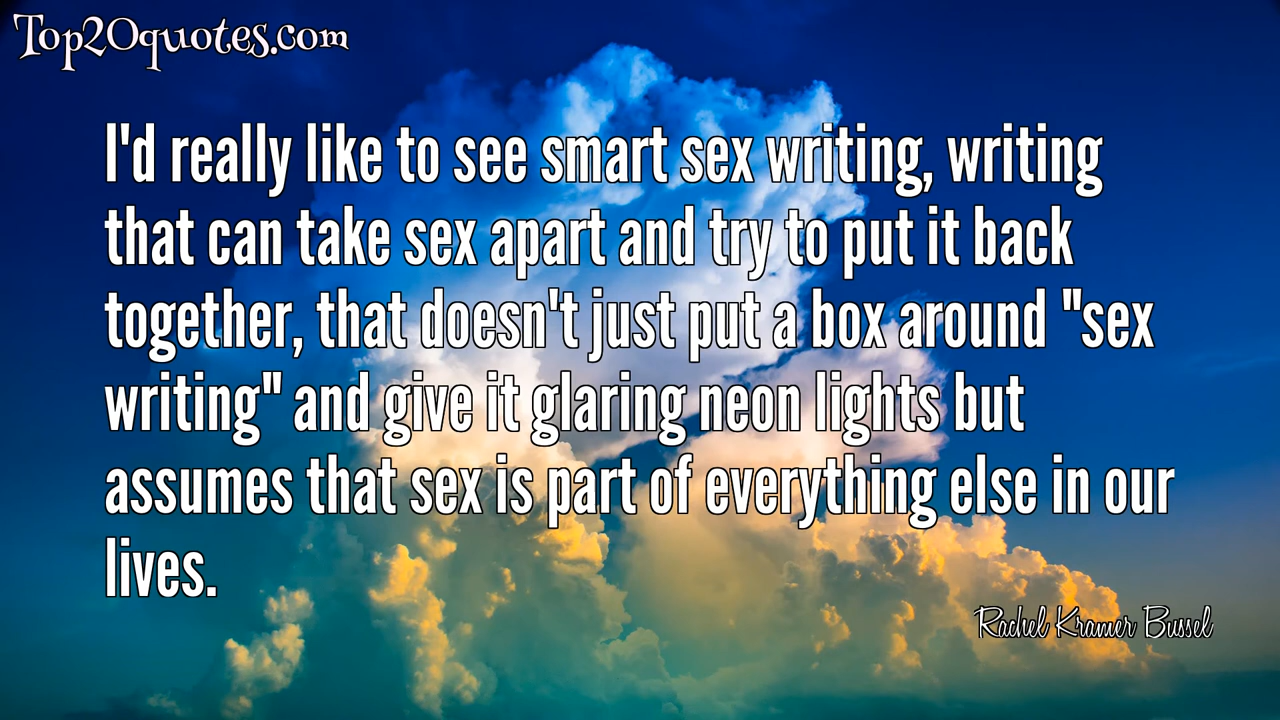 Top20quotes.com
I'd really like to see smart sex writing, writing
that can take sex apart and try to put it back
together, that doesn't just put a box around "sex
writing" and give it glaring neon lights but
assumes that sex is part of everything else in our
lives.
Rachel Kramer Bussel